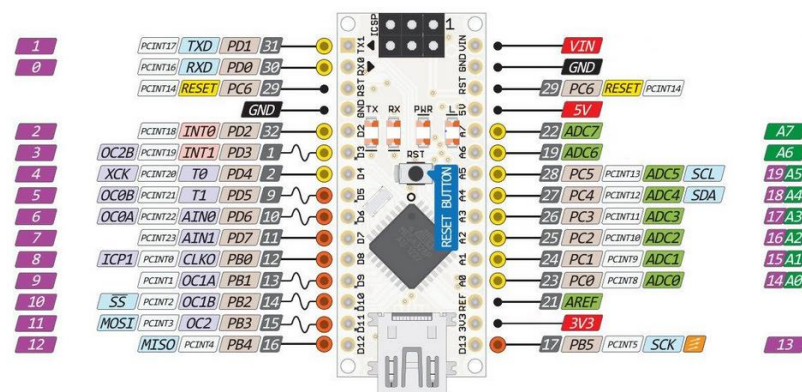 ICSP 1
1 PCINT17 TXD PD1 31 TX1 VIN VIN
0 PCINT16 RXD PD0 30 RX0 GND GND
PCINT14 RESET PC6 29 RST RST 29 PC6 RESET PCINT14
GND GND 5V 5V
TX RX PWR L
2 PCINT18 INT0 PD2 32 D2 A7 22 ADC7 A7
3 OC2B PCINT19 INT1 PD3 1 D3 A6 19 ADC6 A6
RST
4 XCK PCINT20 T0 PD4 2 D4 A5 28 PC5 PCINT13 ADC5 SCL 19 A5
5 OC0B PCINT21 T1 PD5 9 D5 A4 27 PC4 PCINT12 ADC4 SDA 18 A4
6 OC0A PCINT22 AIN0 PD6 10 D6 A3 26 PC3 PCINT11 ADC3 17 A3
RESET BUTTON
7 PCINT23 AIN1 PD7 11 D7 A2 25 PC2 PCINT10 ADC2 16 A2
8 ICP1 PCINT0 CLKO PB0 12 D8 A1 24 PC1 PCINT9 ADC1 15 A1
9 PCINT1 OC1A PB1 13 D9 A0 23 PC0 PCINT8 ADC0 14 A0
10 SS PCINT2 OC1B PB2 14 D10 REF 21 AREF
11 MOSI PCINT3 OC2 PB3 15 D11 3V3 3V3
12 MISO PCINT4 PB4 16 D12 D13 17 PB5 PCINT5 SCK 13